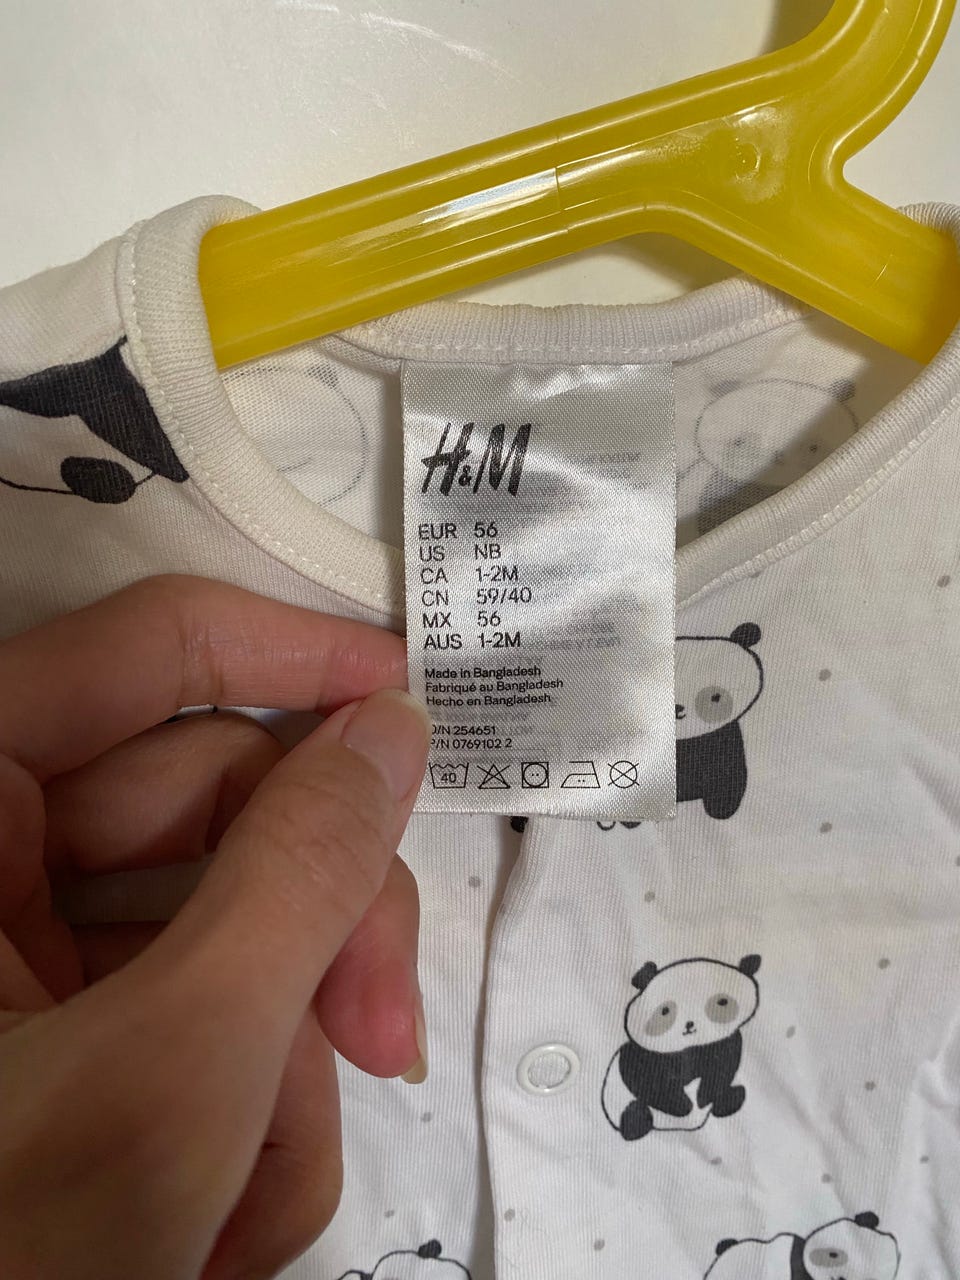 H&M
EUR 56
US NB
CA 1-2M
CN 59/40
MX 56
AUS 1-2M
Made in Bangladesh
Fabriqué au Bangladesh
Hecho en Bangladesh
O/N 254651
P/N 0769102 2
40